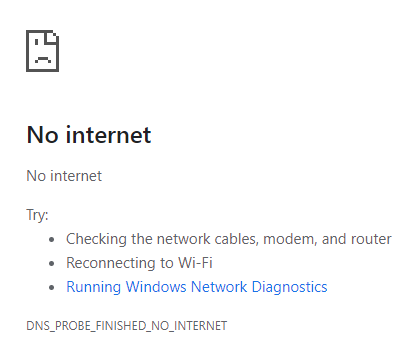 No internet
No internet
Try:
• Checking the network cables, modem, and router
• Reconnecting to Wi-Fi
• Running Windows Network Diagnostics
DNS_PROBE_FINISHED_NO_INTERNET